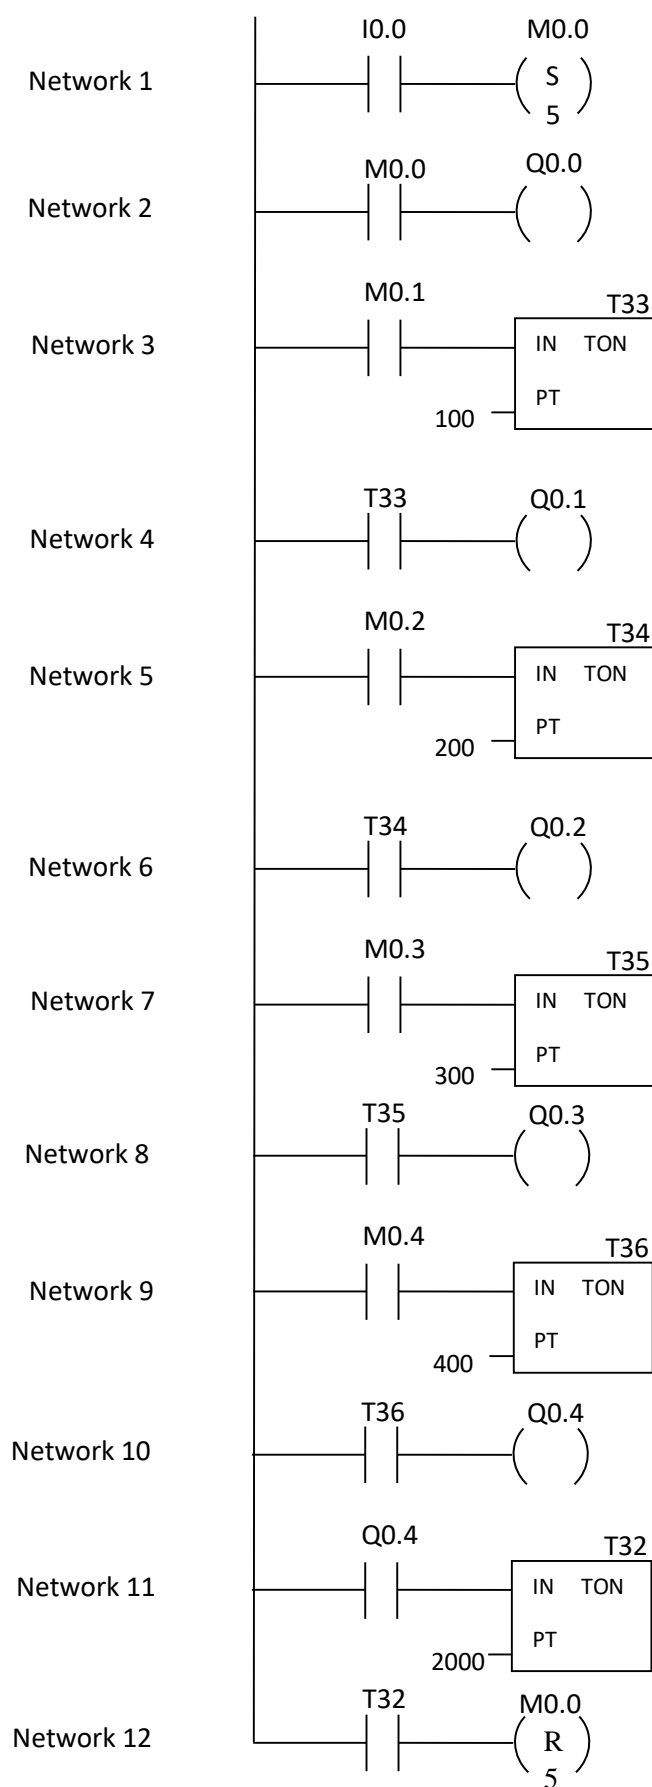 I0.0 M0.0
Network 1 S
5
M0.0 Q0.0
Network 2
M0.1 T33
Network 3 IN TON
PT
100
T33 Q0.1
Network 4
M0.2 T34
Network 5 IN TON
PT
200
T34 Q0.2
Network 6
M0.3 T35
Network 7 IN TON
PT
300
T35 Q0.3
Network 8
M0.4 T36
Network 9 IN TON
PT
400
T36 Q0.4
Network 10
Q0.4 T32
Network 11 IN TON
PT
2000
T32 M0.0
Network 12 R
5